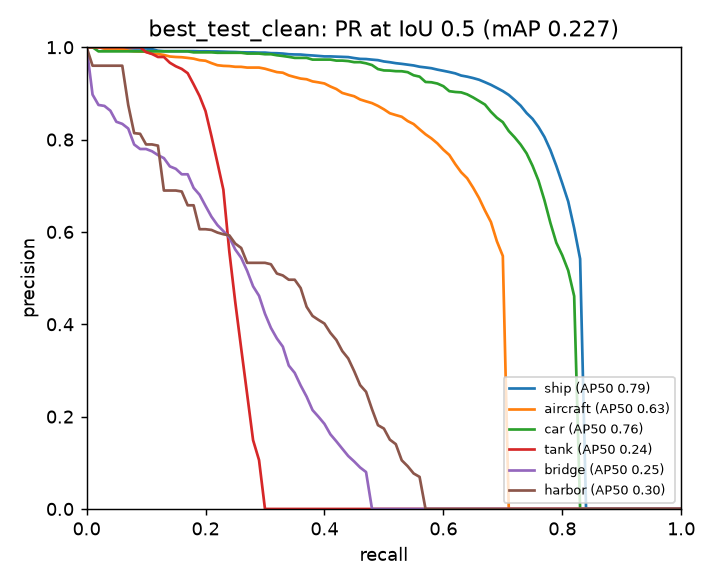 best_test_clean: PR at IoU 0.5 (mAP 0.227)
1.0
0.8
0.6
0.4
0.2
0.0
precision
0.0 0.2 0.4 0.6 0.8 1.0
recall
ship (AP50 0.79)
aircraft (AP50 0.63)
car (AP50 0.76)
tank (AP50 0.24)
bridge (AP50 0.25)
harbor (AP50 0.30)